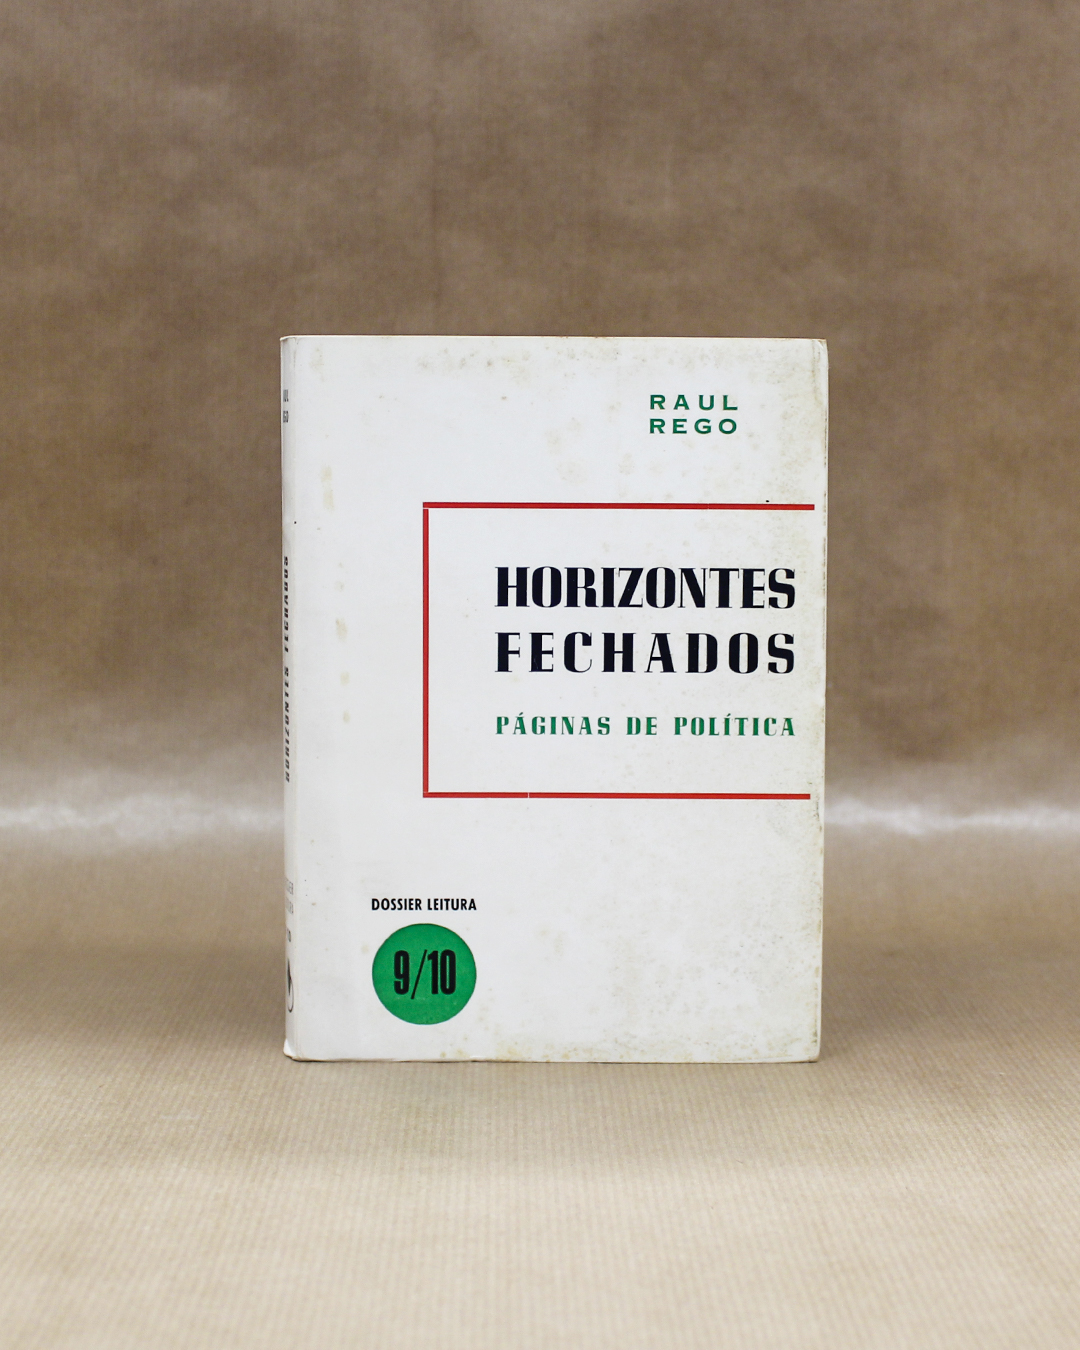 RAUL
REGO
HORIZONTES
FECHADOS
PÁGINAS DE POLÍTICA
DOSSIER LEITURA
9/10
HORIZONTES FECHADOS